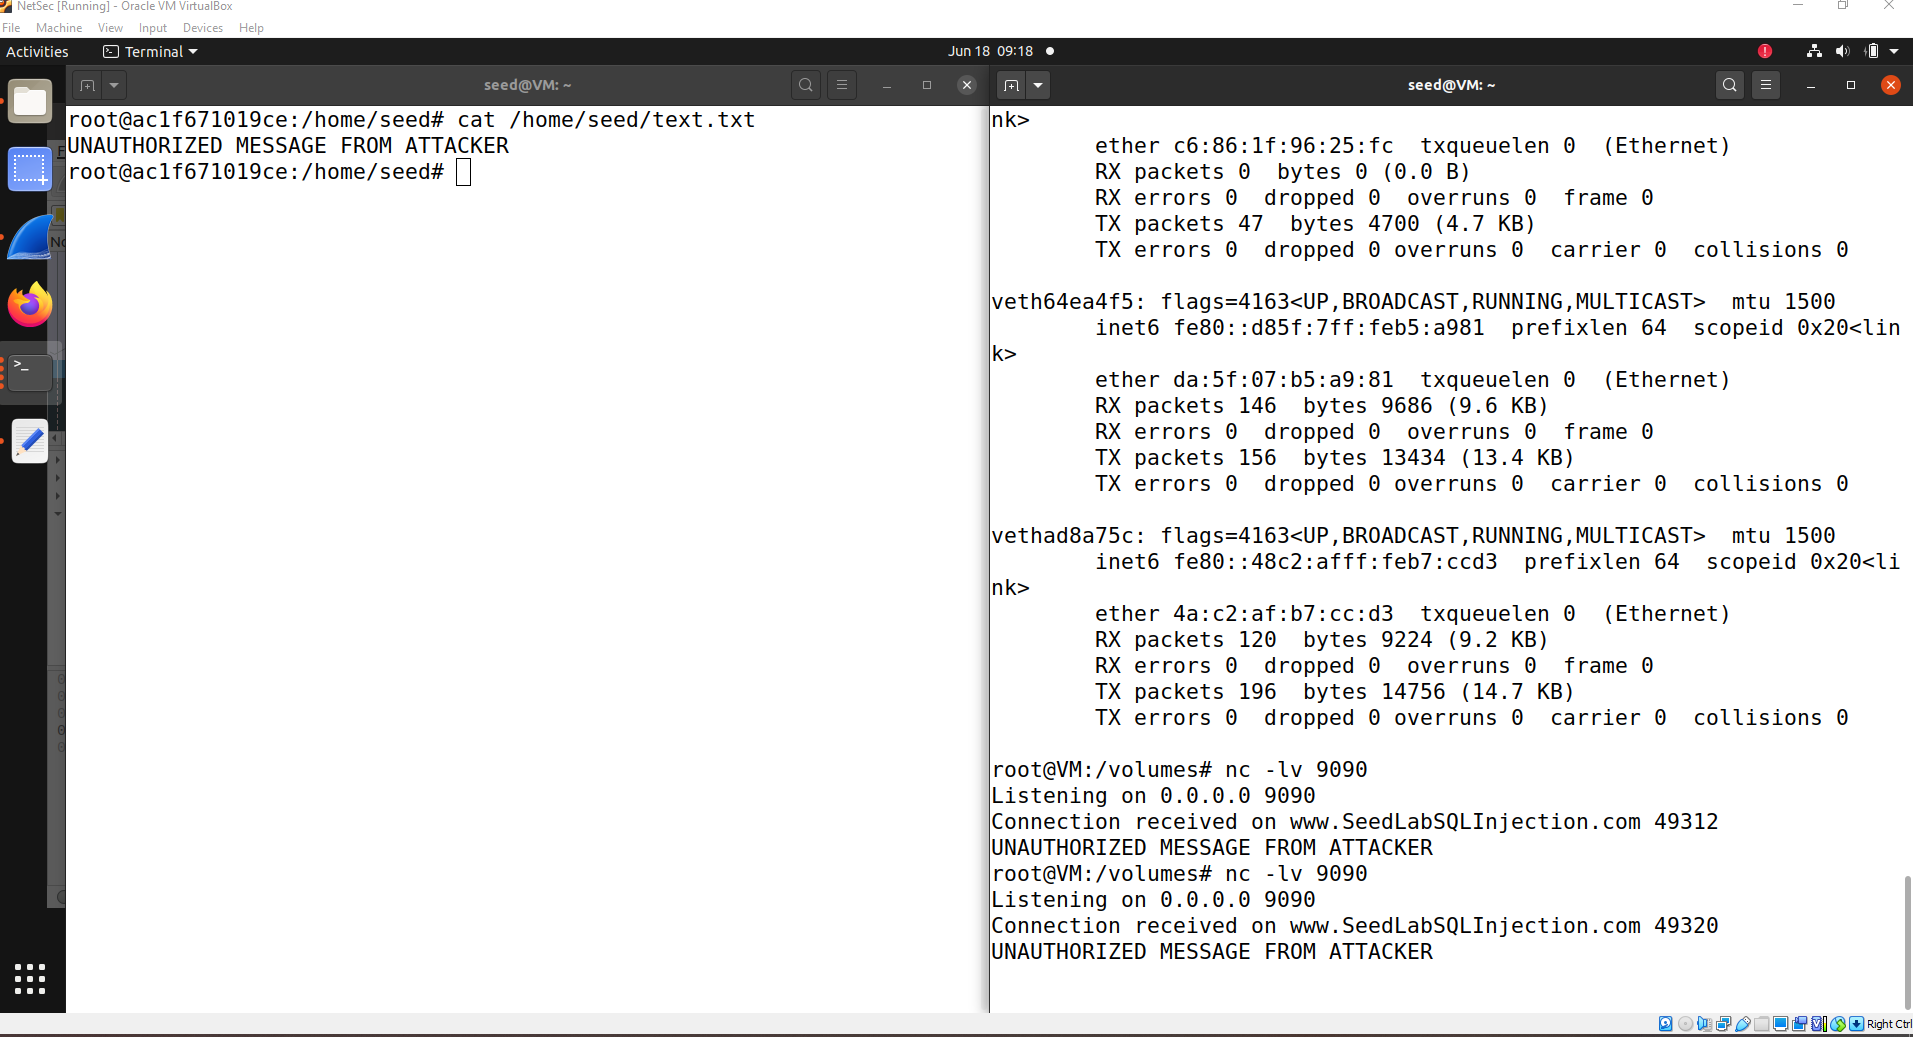 NetSec [Running] - Oracle VM VirtualBox
File Machine View Input Devices Help
Activities Terminal Jun 18 09:18
seed@VM: ~
root@ac1f671019ce:/home/seed# cat /home/seed/text.txt
UNAUTHORIZED MESSAGE FROM ATTACKER
root@ac1f671019ce:/home/seed#
seed@VM: ~
nk>
ether c6:86:1f:96:25:fc txqueuelen 0 (Ethernet)
RX packets 0 bytes 0 (0.0 B)
RX errors 0 dropped 0 overruns 0 frame 0
TX packets 47 bytes 4700 (4.7 KB)
TX errors 0 dropped 0 overruns 0 carrier 0 collisions 0
veth64ea4f5: flags=4163<UP,BROADCAST,RUNNING,MULTICAST> mtu 1500
inet6 fe80::d85f:7ff:feb5:a981 prefixlen 64 scopeid 0x20<lin
k>
ether da:5f:07:b5:a9:81 txqueuelen 0 (Ethernet)
RX packets 146 bytes 9686 (9.6 KB)
RX errors 0 dropped 0 overruns 0 frame 0
TX packets 156 bytes 13434 (13.4 KB)
TX errors 0 dropped 0 overruns 0 carrier 0 collisions 0
vethad8a75c: flags=4163<UP,BROADCAST,RUNNING,MULTICAST> mtu 1500
inet6 fe80::48c2:afff:feb7:ccd3 prefixlen 64 scopeid 0x20<li
nk>
ether 4a:c2:af:b7:cc:d3 txqueuelen 0 (Ethernet)
RX packets 120 bytes 9224 (9.2 KB)
RX errors 0 dropped 0 overruns 0 frame 0
TX packets 196 bytes 14756 (14.7 KB)
TX errors 0 dropped 0 overruns 0 carrier 0 collisions 0
root@VM:/volumes# nc -lv 9090
Listening on 0.0.0.0 9090
Connection received on www.SeedLabSQLInjection.com 49312
UNAUTHORIZED MESSAGE FROM ATTACKER
root@VM:/volumes# nc -lv 9090
Listening on 0.0.0.0 9090
Connection received on www.SeedLabSQLInjection.com 49320
UNAUTHORIZED MESSAGE FROM ATTACKER
Right Ctrl